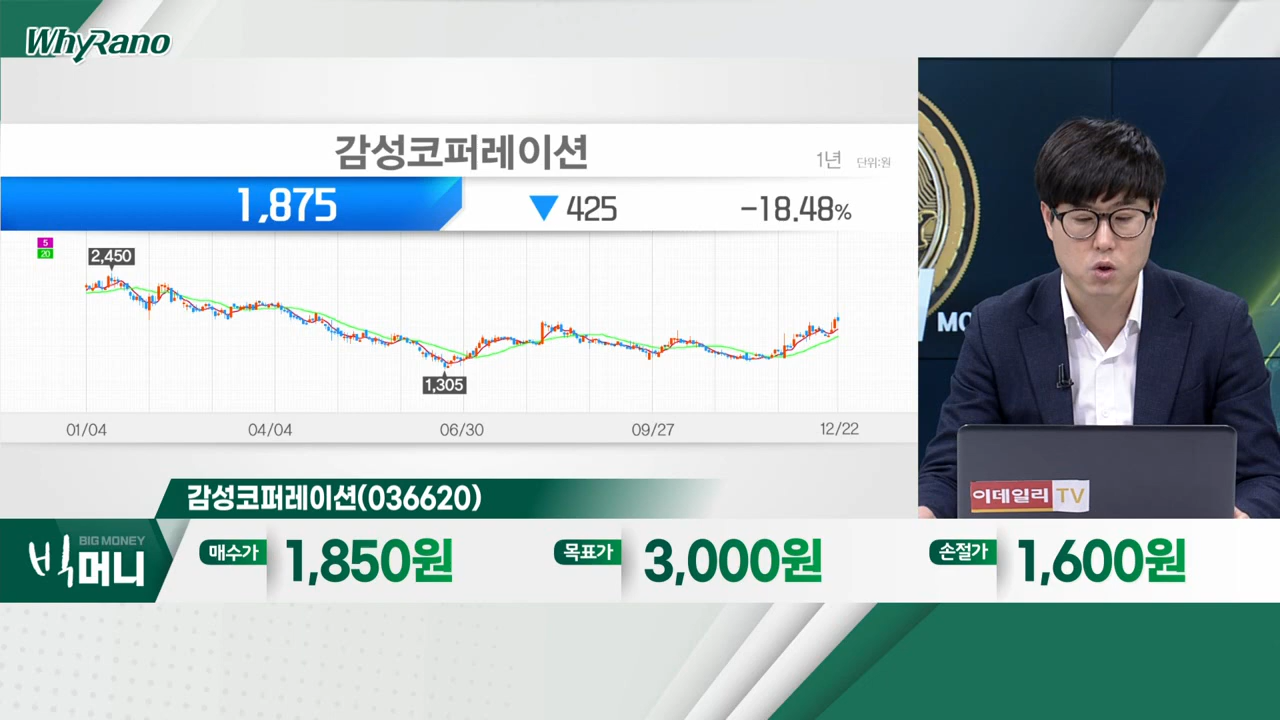 WhyRano
감성코퍼레이션
1년 단위:원
1,875 ▼ 425 -18.48%
5
20
2,450
1,305
01/04 04/04 06/30 09/27 12/22
MO
이데일리 TV
감성코퍼레이션(036620)
BIG MONEY
빅머니
매수가 1,850원 목표가 3,000원 손절가 1,600원